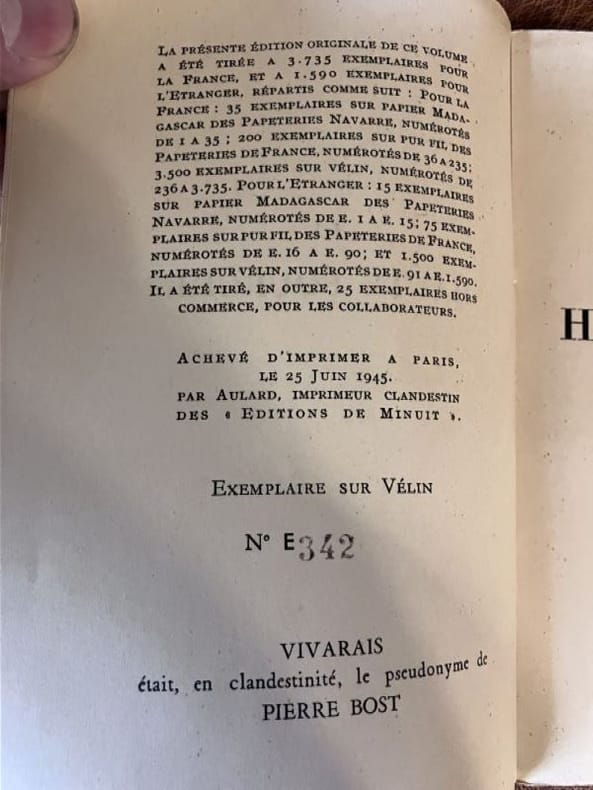 LA PRÉSENTE ÉDITION ORIGINALE DE CE VOLUME
A ÉTÉ TIRÉE A 3.735 EXEMPLAIRES POUR
LA FRANCE, ET A 1.590 EXEMPLAIRES POUR
L'ETRANGER, RÉPARTIS COMME SUIT : POUR LA
FRANCE : 35 EXEMPLAIRES SUR PAPIER MADA-
GASCAR DES PAPETERIES NAVARRE, NUMÉROTÉS
DE 1 A 35 ; 200 EXEMPLAIRES SUR PUR FIL DES
PAPETERIES DE FRANCE, NUMÉROTÉS DE 36 A 235;
3.500 EXEMPLAIRES SUR VÉLIN, NUMÉROTÉS DE
236 A 3.735. POUR L'ETRANGER : 15 EXEMPLAIRES
SUR PAPIER MADAGASCAR DES PAPETERIES
NAVARRE, NUMÉROTÉS DE E. 1 A E. 15; 75 EXEM-
PLAIRES SUR PUR FIL DES PAPETERIES DE FRANCE,
NUMÉROTÉS DE E. 16 A E. 90; ET 1.500 EXEM-
PLAIRES SUR VÉLIN, NUMÉROTÉS DE E. 91 A E. 1.590.
IL A ÉTÉ TIRÉ, EN OUTRE, 25 EXEMPLAIRES HORS
COMMERCE, POUR LES COLLABORATEURS.
ACHEVÉ D'IMPRIMER A PARIS,
LE 25 JUIN 1945.
PAR AULARD, IMPRIMEUR CLANDESTIN
DES « EDITIONS DE MINUIT ».
EXEMPLAIRE SUR VÉLIN
N° E342
VIVARAIS
était, en clandestinité, le pseudonyme de
PIERRE BOST
H